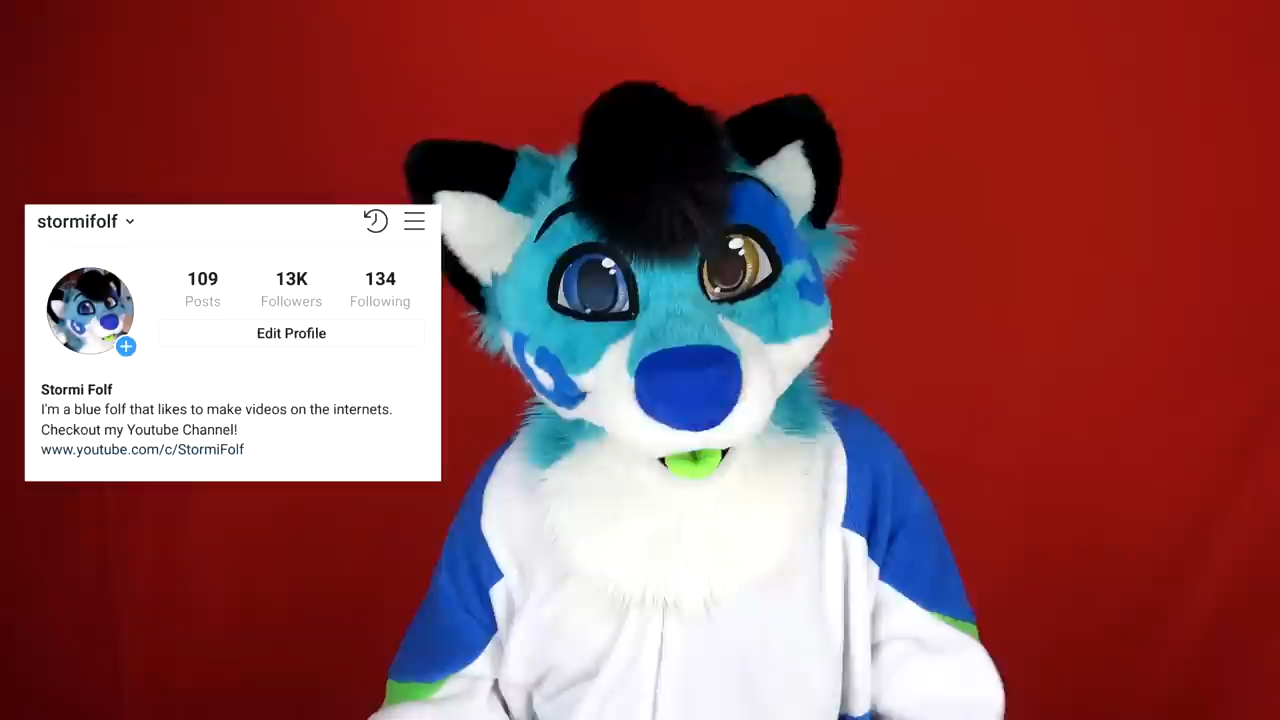 stormifolf
109 13K 134
Posts Followers Following
Edit Profile
Stormi Folf
I'm a blue folf that likes to make videos on the internets.
Checkout my Youtube Channel!
www.youtube.com/c/StormiFolf